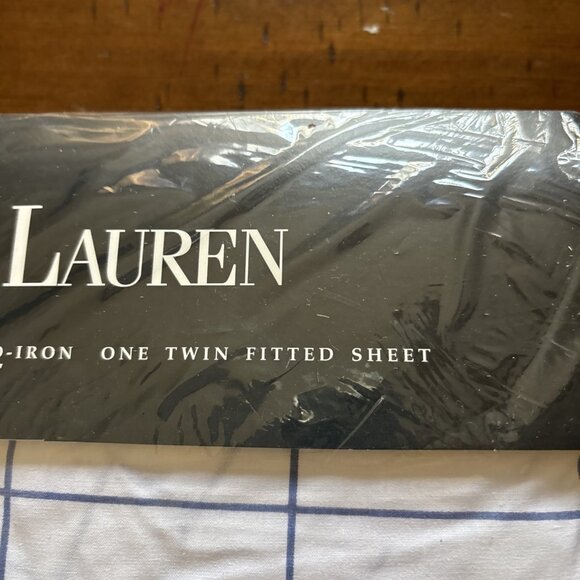 LAUREN
-IRON ONE TWIN FITTED SHEET